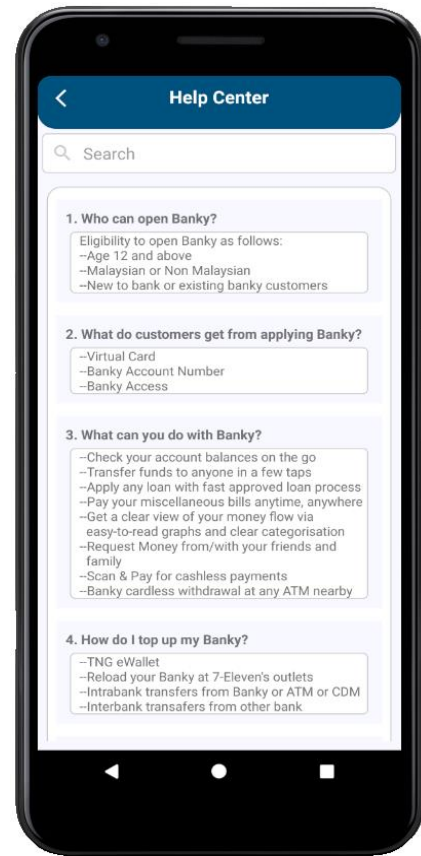 Help Center
Search
1. Who can open Banky?
Eligibility to open Banky as follows:
--Age 12 and above
--Malaysian or Non Malaysian
--New to bank or existing banky customers
2. What do customers get from applying Banky?
--Virtual Card
--Banky Account Number
--Banky Access
3. What can you do with Banky?
--Check your account balances on the go
--Transfer funds to anyone in a few taps
--Apply any loan with fast approved loan process
--Pay your miscellaneous bills anytime, anywhere
--Get a clear view of your money flow via
easy-to-read graphs and clear categorisation
--Request Money from/with your friends and
family
--Scan & Pay for cashless payments
--Banky cardless withdrawal at any ATM nearby
4. How do I top up my Banky?
--TNG eWallet
--Reload your Banky at 7-Eleven's outlets
--Intrabank transfers from Banky or ATM or CDM
--Interbank transafers from other bank